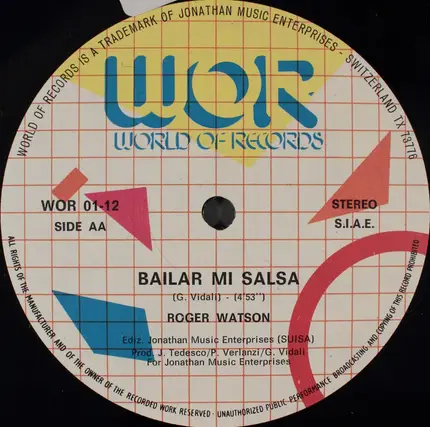 WORLD OF RECORDS IS A TRADEMARK OF JONATHAN MUSIC ENTERPRISES - SWITZERLAND TX 73776
WOR
WORLD OF RECORDS
WOR 01-12
SIDE AA
STEREO
S.I.A.E.
BAILAR MI SALSA
(G. Vidali) - (4'53'')
ROGER WATSON
Ediz. Jonathan Music Enterprises (SUISA)
Prod. J. Tedesco/P. Verlanzi/G. Vidali
For Jonathan Music Enterprises
ALL RIGHTS OF THE MANUFACTURER AND OF THE OWNER OF THE RECORDED WORK RESERVED - UNAUTHORIZED PUBLIC PERFORMANCE BROADCASTING AND COPYING OF THIS RECORD PROHIBITED